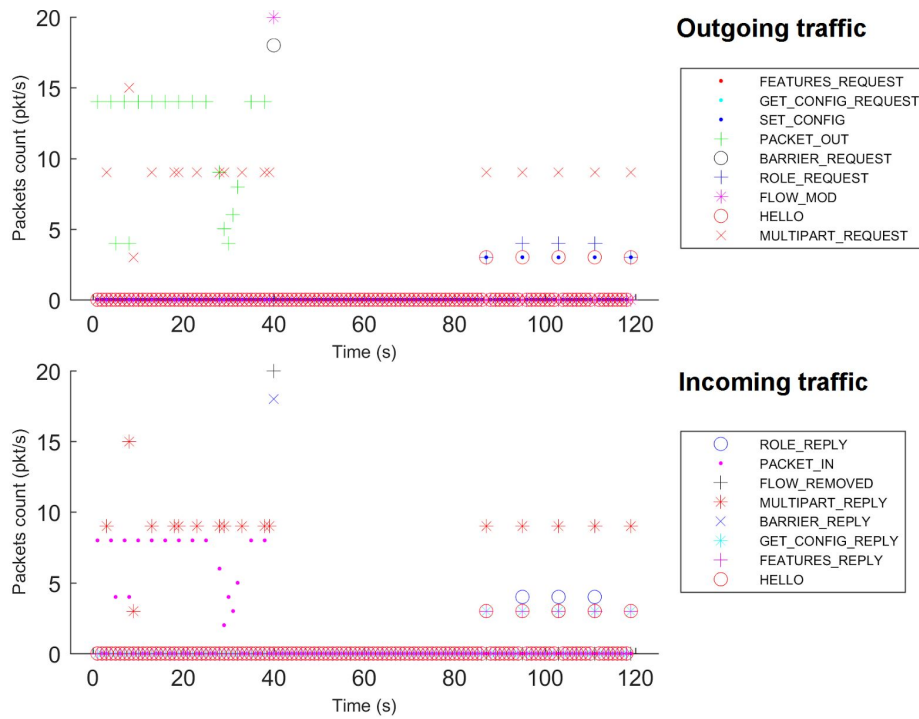 Outgoing traffic
Packets count (pkt/s)
20
15
10
5
0
0 20 40 60 80 100 120
Time (s)
FEATURES_REQUEST
GET_CONFIG_REQUEST
SET_CONFIG
PACKET_OUT
BARRIER_REQUEST
ROLE_REQUEST
FLOW_MOD
HELLO
MULTIPART_REQUEST
Incoming traffic
Packets count (pkt/s)
20
15
10
5
0
0 20 40 60 80 100 120
Time (s)
ROLE_REPLY
PACKET_IN
FLOW_REMOVED
MULTIPART_REPLY
BARRIER_REPLY
GET_CONFIG_REPLY
FEATURES_REPLY
HELLO